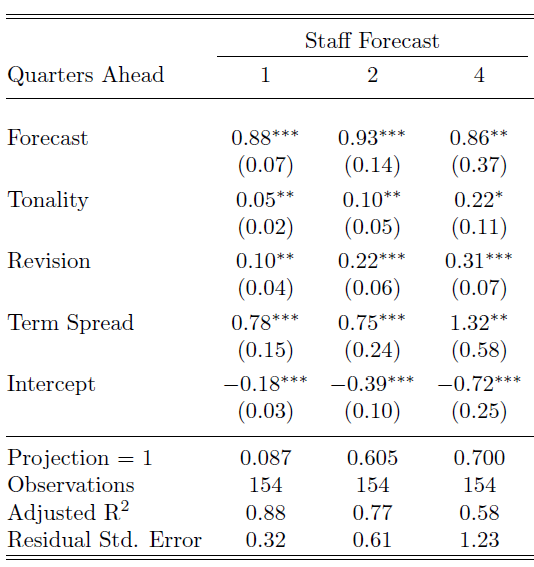 Staff Forecast
Quarters Ahead 1 2 4
Forecast 0.88*** 0.93*** 0.86**
(0.07) (0.14) (0.37)
Tonality 0.05** 0.10** 0.22*
(0.02) (0.05) (0.11)
Revision 0.10** 0.22*** 0.31***
(0.04) (0.06) (0.07)
Term Spread 0.78*** 0.75*** 1.32**
(0.15) (0.24) (0.58)
Intercept −0.18*** −0.39*** −0.72***
(0.03) (0.10) (0.25)
Projection = 1 0.087 0.605 0.700
Observations 154 154 154
Adjusted R² 0.88 0.77 0.58
Residual Std. Error 0.32 0.61 1.23